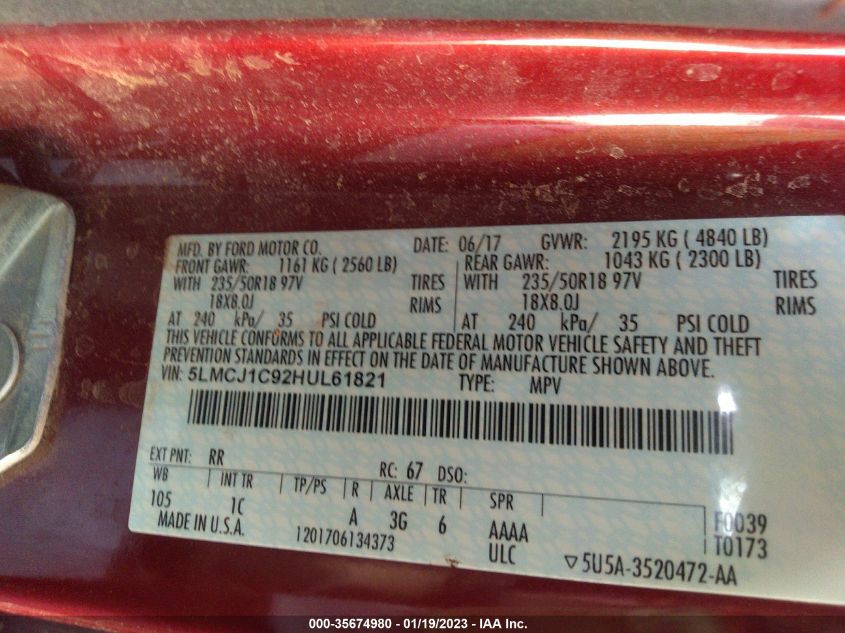 MFD. BY FORD MOTOR CO. DATE: 06/17 GVWR: 2195 KG ( 4840 LB)
FRONT GAWR: 1161 KG ( 2560 LB) REAR GAWR: 1043 KG ( 2300 LB)
WITH 235/50R18 97V TIRES WITH 235/50R18 97V TIRES
18X8.0J RIMS 18X8.0J RIMS
AT 240 kPa/ 35 PSI COLD AT 240 kPa/ 35 PSI COLD
THIS VEHICLE CONFORMS TO ALL APPLICABLE FEDERAL MOTOR VEHICLE SAFETY AND THEFT
PREVENTION STANDARDS IN EFFECT ON THE DATE OF MANUFACTURE SHOWN ABOVE.
VIN: 5LMCJ1C92HUL61821 TYPE: MPV
EXT PNT: RR RC: 67 DSO:
WB INT TR TP/PS R AXLE TR SPR
105 1C A 3G 6 AAAA F0039
MADE IN U.S.A. 1201706134373 ULC T0173
▽5U5A-3520472-AA
000-35674980 - 01/19/2023 - IAA Inc.